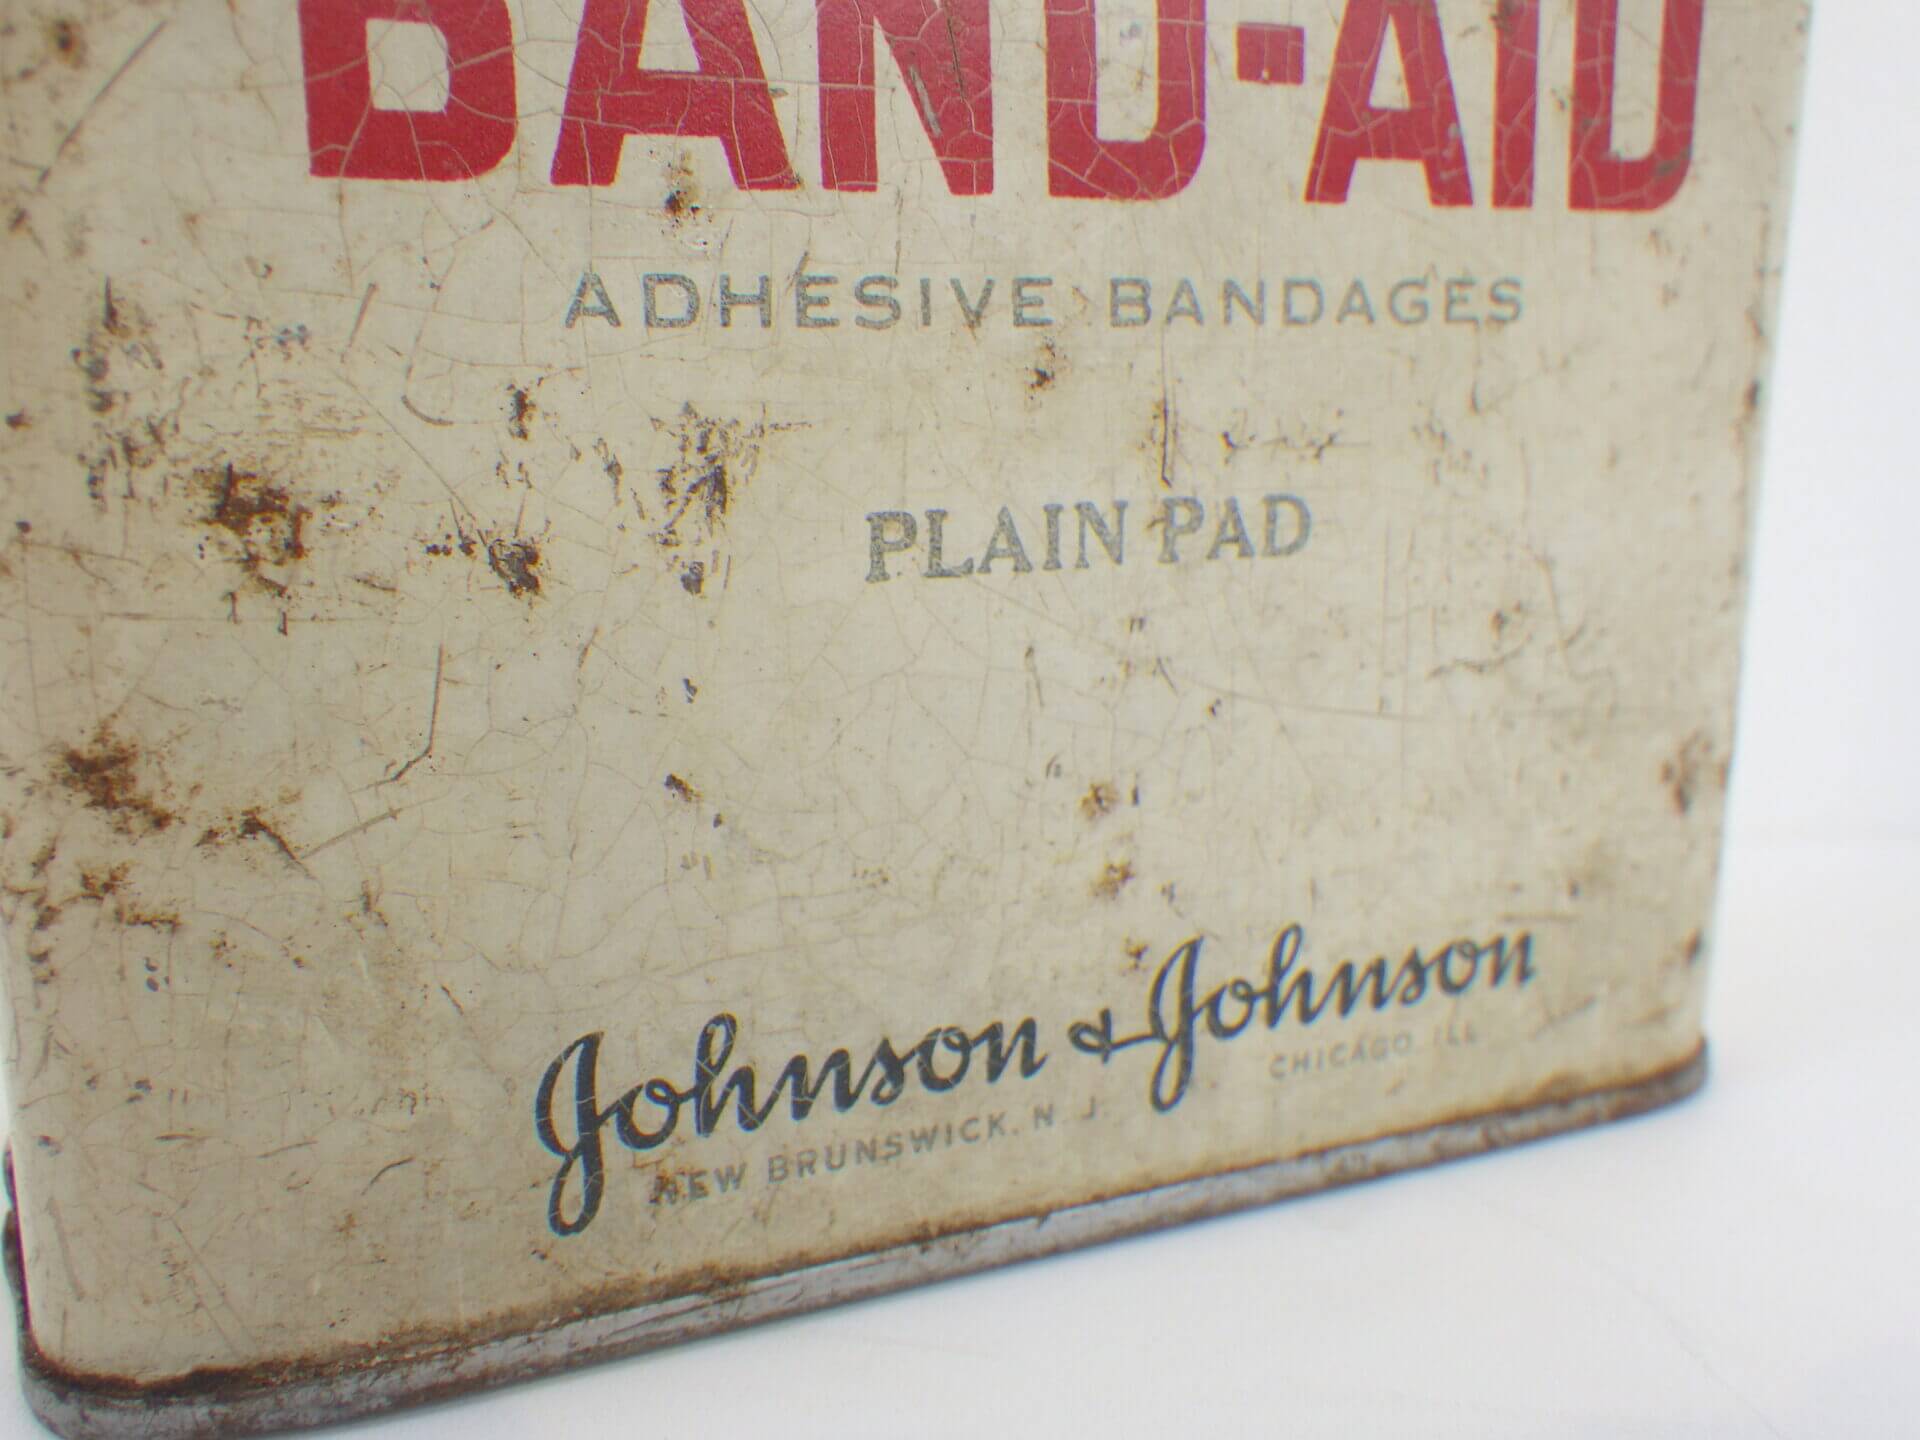 BAND-AID
ADHESIVE BANDAGES
PLAIN PAD
Johnson & Johnson
NEW BRUNSWICK. N. J.
CHICAGO ILL